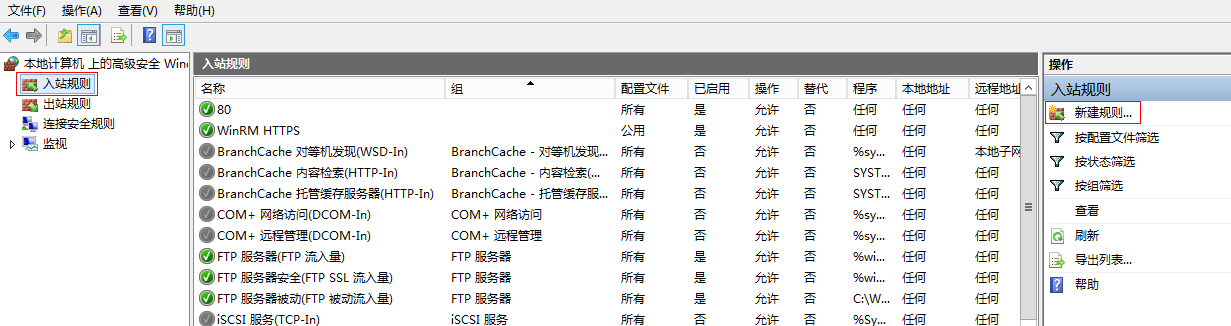 文件(F) 操作(A) 查看(V) 帮助(H)
本地计算机 上的高级安全 Wind
入站规则
出站规则
连接安全规则
监视
入站规则
名称 组 配置文件 已启用 操作 替代 程序 本地地址 远程地址
80 所有 是 允许 否 任何 任何 任何
WinRM HTTPS 公用 是 允许 否 任何 任何 任何
BranchCache 对等机发现(WSD-In) BranchCache - 对等机发现... 所有 否 允许 否 %sy... 任何 本地子网
BranchCache 内容检索(HTTP-In) BranchCache - 内容检索(... 所有 否 允许 否 SYST... 任何 任何
BranchCache 托管缓存服务器(HTTP-In) BranchCache - 托管缓存服... 所有 否 允许 否 SYST... 任何 任何
COM+ 网络访问(DCOM-In) COM+ 网络访问 所有 否 允许 否 %sy... 任何 任何
COM+ 远程管理(DCOM-In) COM+ 远程管理 所有 否 允许 否 %sy... 任何 任何
FTP 服务器(FTP 流入量) FTP 服务器 所有 是 允许 否 %wi... 任何 任何
FTP 服务器安全(FTP SSL 流入量) FTP 服务器 所有 是 允许 否 %wi... 任何 任何
FTP 服务器被动(FTP 被动流入量) FTP 服务器 所有 是 允许 否 C:\W... 任何 任何
iSCSI 服务(TCP-In) iSCSI 服务 所有 否 允许 否 %Sy... 任何 任何
操作
入站规则
新建规则...
按配置文件筛选
按状态筛选
按组筛选
查看
刷新
导出列表...
帮助